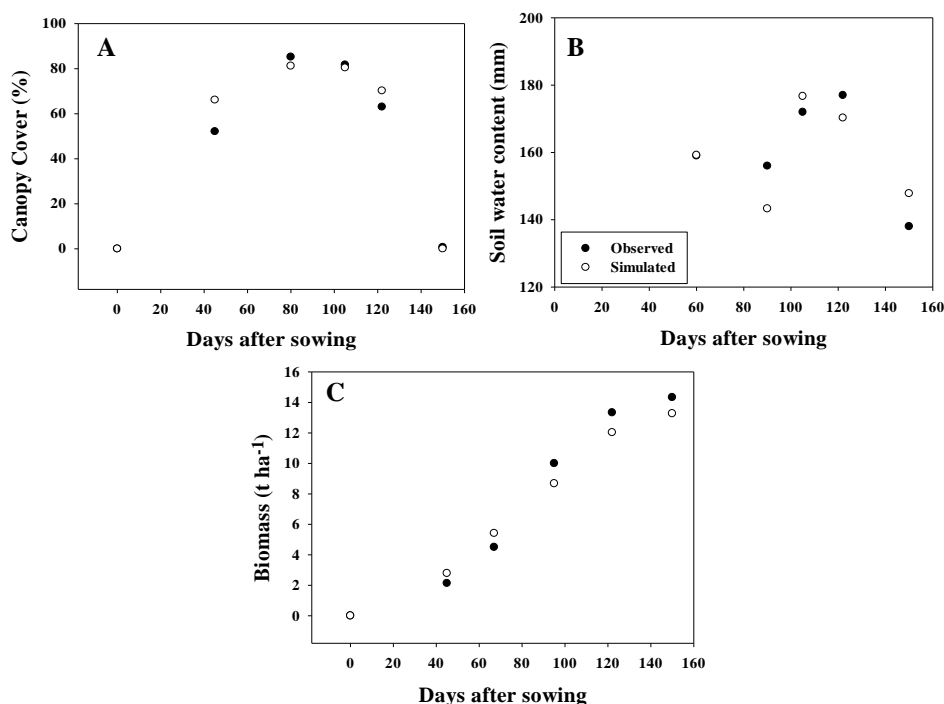 A
Canopy Cover (%)
100
80
60
40
20
0
0 20 40 60 80 100 120 140 160
Days after sowing
B
Soil water content (mm)
200
180
160
140
120
Observed
Simulated
0 20 40 60 80 100 120 140 160
Days after sowing
C
Biomass (t ha-1)
16
14
12
10
8
6
4
2
0
0 20 40 60 80 100 120 140 160
Days after sowing